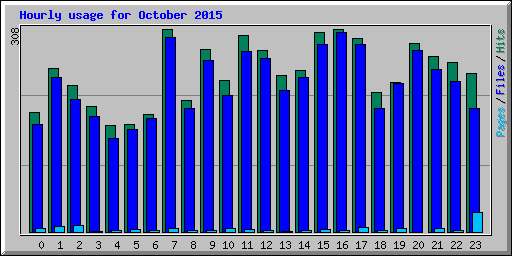 Hourly usage for October 2015
308
Pages/Files/Hits
0 1 2 3 4 5 6 7 8 9 10 11 12 13 14 15 16 17 18 19 20 21 22 23